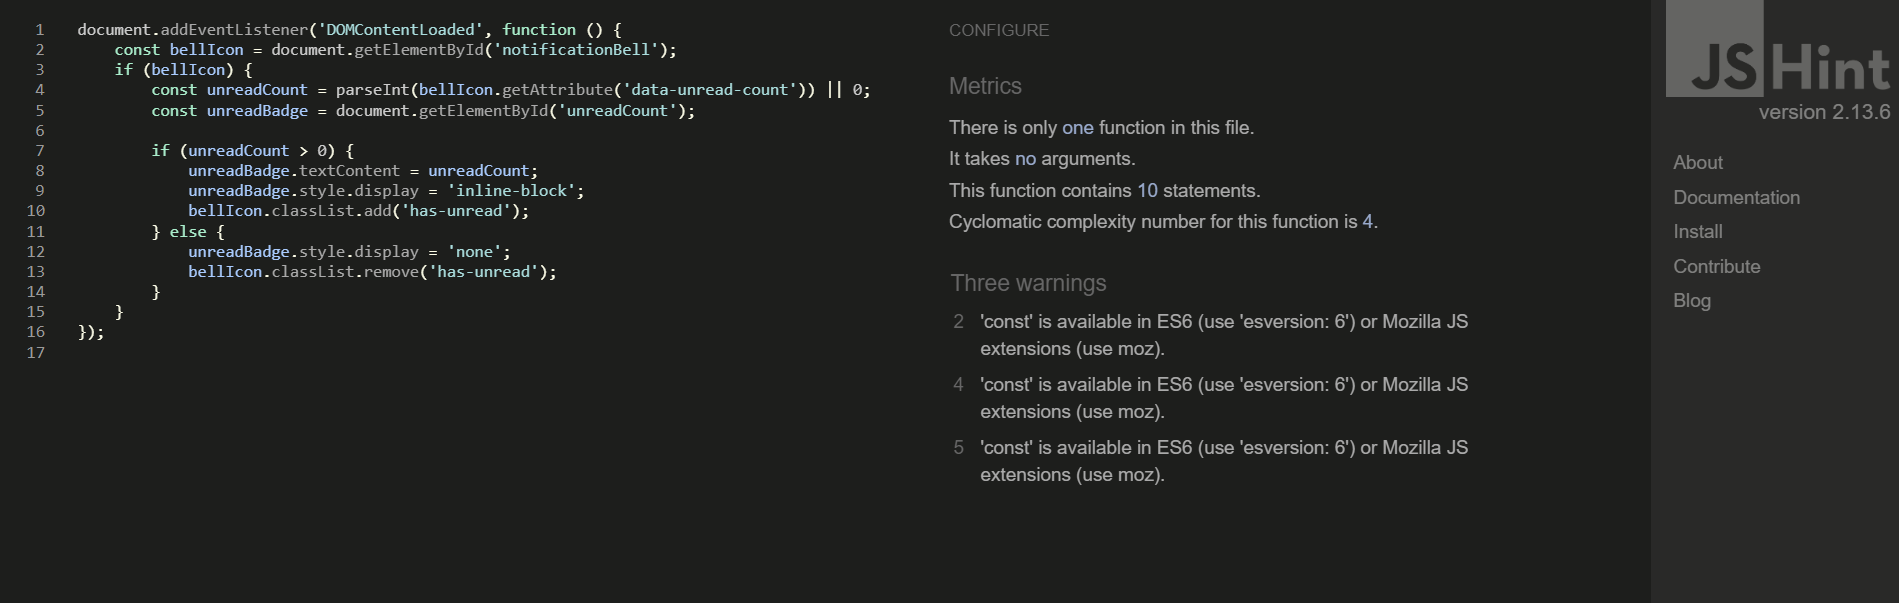 1 document.addEventListener('DOMContentLoaded', function () {
2 const bellIcon = document.getElementById('notificationBell');
3 if (bellIcon) {
4 const unreadCount = parseInt(bellIcon.getAttribute('data-unread-count')) || 0;
5 const unreadBadge = document.getElementById('unreadCount');
6
7 if (unreadCount > 0) {
8 unreadBadge.textContent = unreadCount;
9 unreadBadge.style.display = 'inline-block';
10 bellIcon.classList.add('has-unread');
11 } else {
12 unreadBadge.style.display = 'none';
13 bellIcon.classList.remove('has-unread');
14 }
15 }
16 });
17
CONFIGURE
Metrics
There is only one function in this file.
It takes no arguments.
This function contains 10 statements.
Cyclomatic complexity number for this function is 4.
Three warnings
2 'const' is available in ES6 (use 'esversion: 6') or Mozilla JS
extensions (use moz).
4 'const' is available in ES6 (use 'esversion: 6') or Mozilla JS
extensions (use moz).
5 'const' is available in ES6 (use 'esversion: 6') or Mozilla JS
extensions (use moz).
JSHint
version 2.13.6
About
Documentation
Install
Contribute
Blog